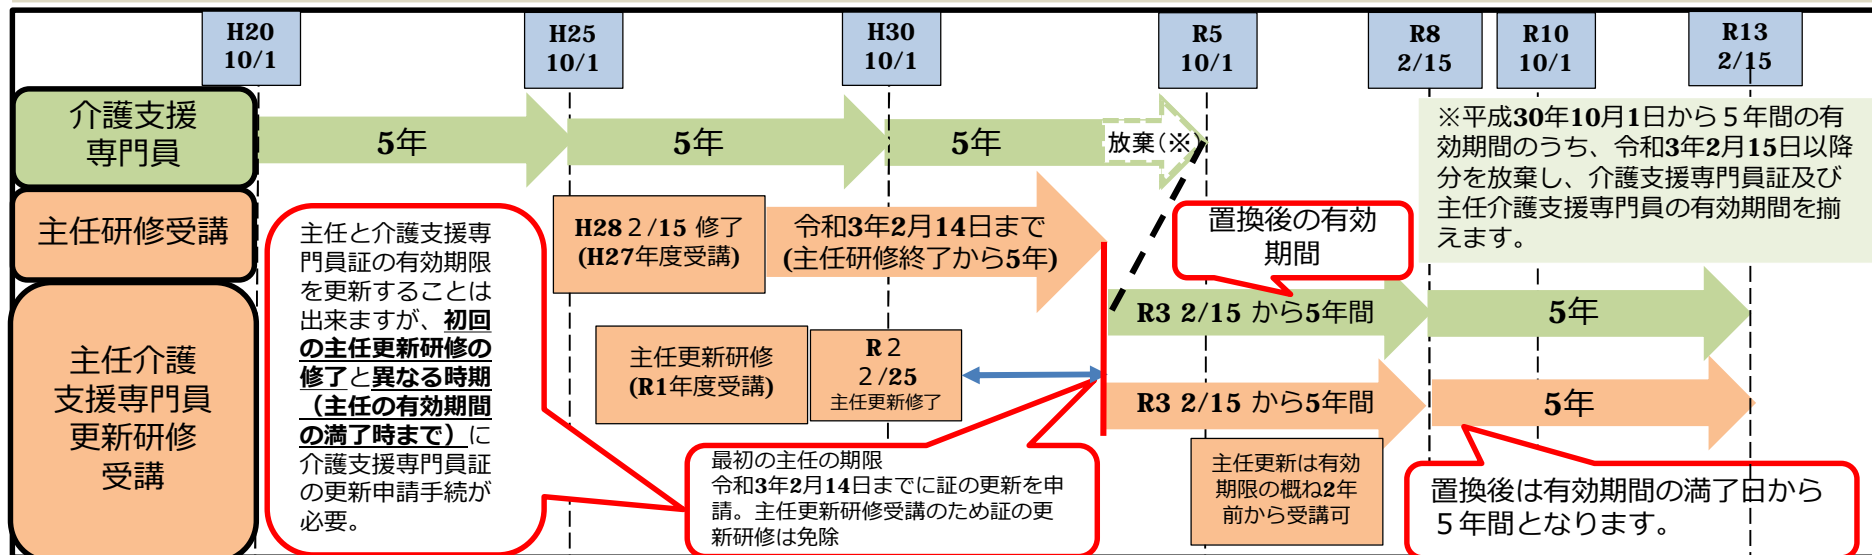 H20
10/1
H25
10/1
H30
10/1
R5
10/1
R8
2/15
R10
10/1
R13
2/15
介護支援
専門員
5年
5年
5年
放棄(※)
※平成30年10月1日から５年間の有
効期間のうち、令和3年2月15日以降
分を放棄し、介護支援専門員証及び
主任介護支援専門員の有効期間を揃
えます。
主任研修受講
H28２/15 修了
(H27年度受講)
令和3年2月14日まで
(主任研修終了から5年)
置換後の有効
期間
主任と介護支援専
門員証の有効期限
を更新することは
出来ますが、初回
の主任更新研修の
修了と異なる時期
（主任の有効期間
の満了時まで）に
介護支援専門員証
の更新申請手続が
必要。
主任介護
支援専門員
更新研修
受講
主任更新研修
(R1年度受講)
R２
２/25
主任更新修了
R3 2/15 から5年間
5年
R3 2/15 から5年間
5年
最初の主任の期限
令和3年2月14日までに証の更新を申
請。主任更新研修受講のため証の更
新研修は免除
主任更新は有効
期限の概ね2年
前から受講可
置換後は有効期間の満了日から
５年間となります。